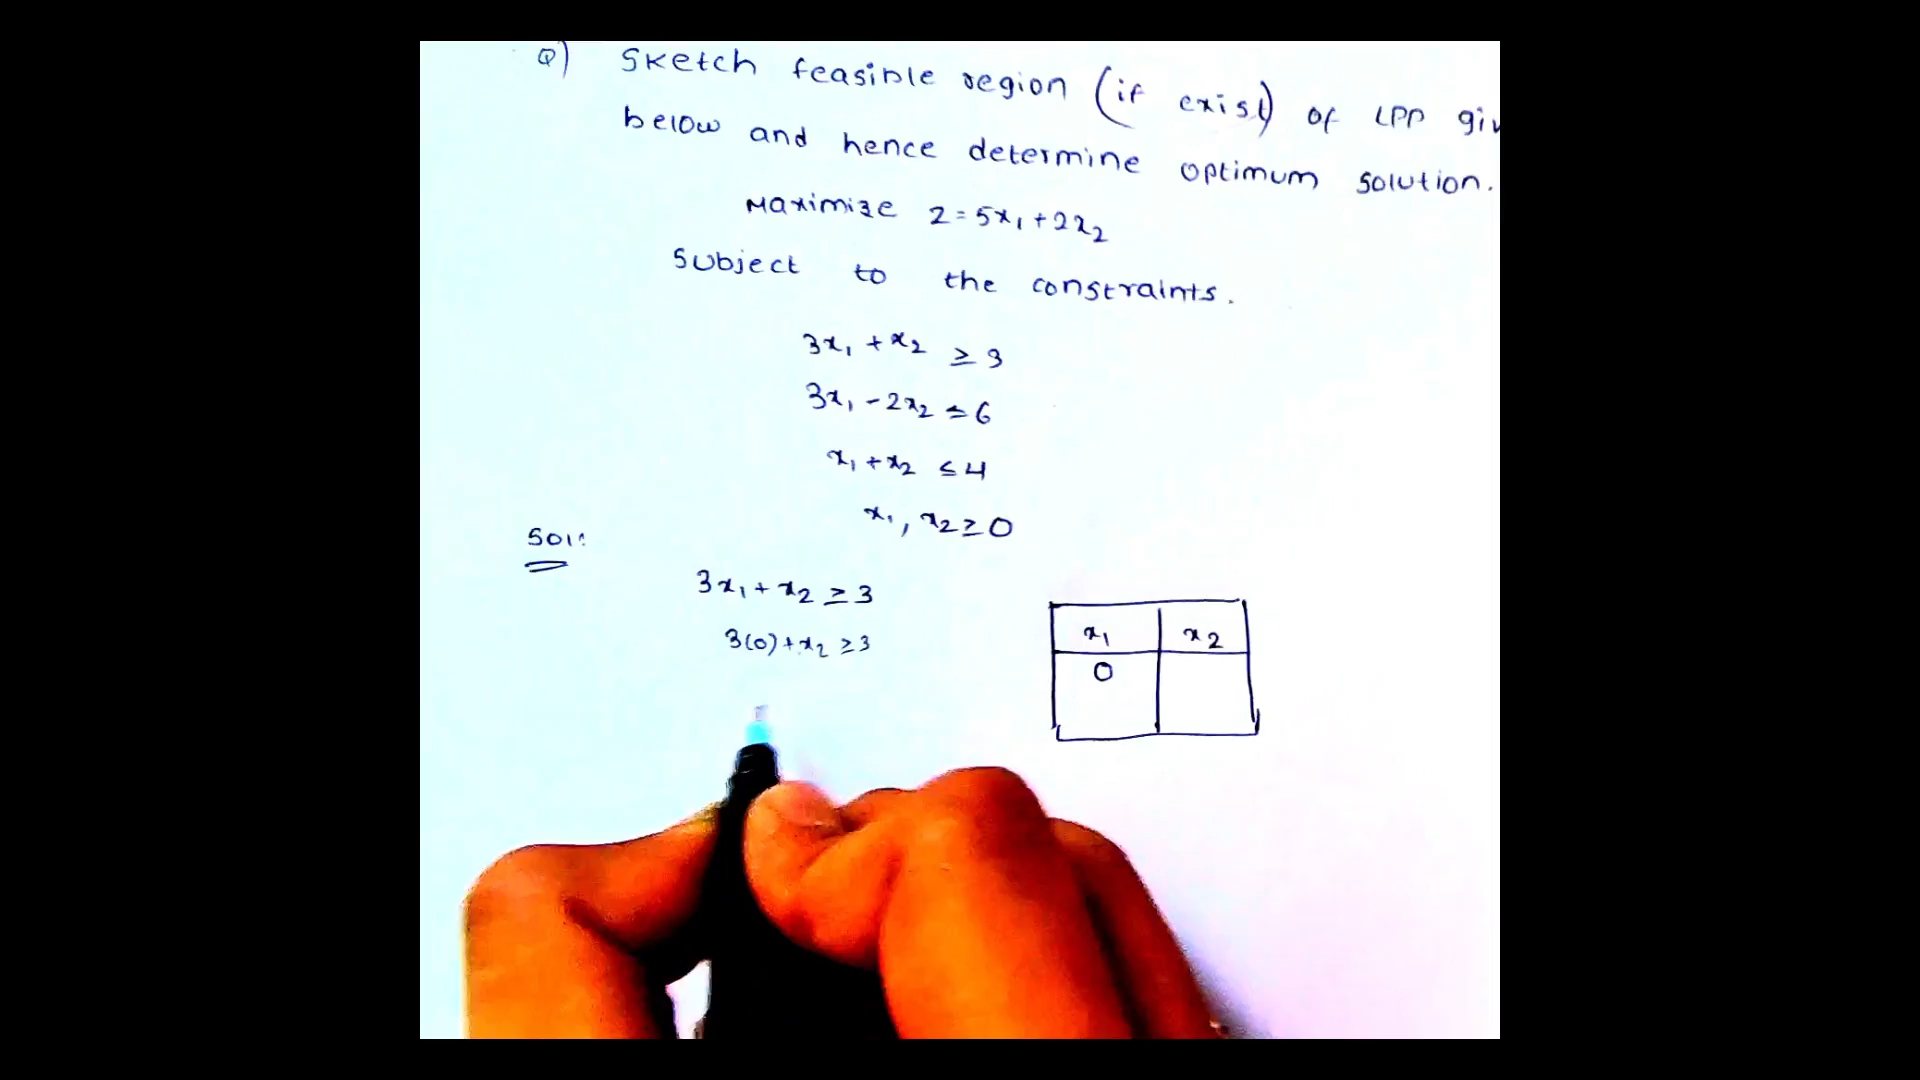 Q) Sketch feasible region (if exist) of LPP giv
below and hence determine optimum solution.
Maximize Z = 5x₁ + 2x₂
Subject to the constraints.
3x₁ + x₂ ≥ 3
3x₁ - 2x₂ ≤ 6
x₁ + x₂ ≤ 4
x₁, x₂ ≥ 0
Sol:
3x₁ + x₂ ≥ 3
3(0) + x₂ ≥ 3
x₁ x₂
0